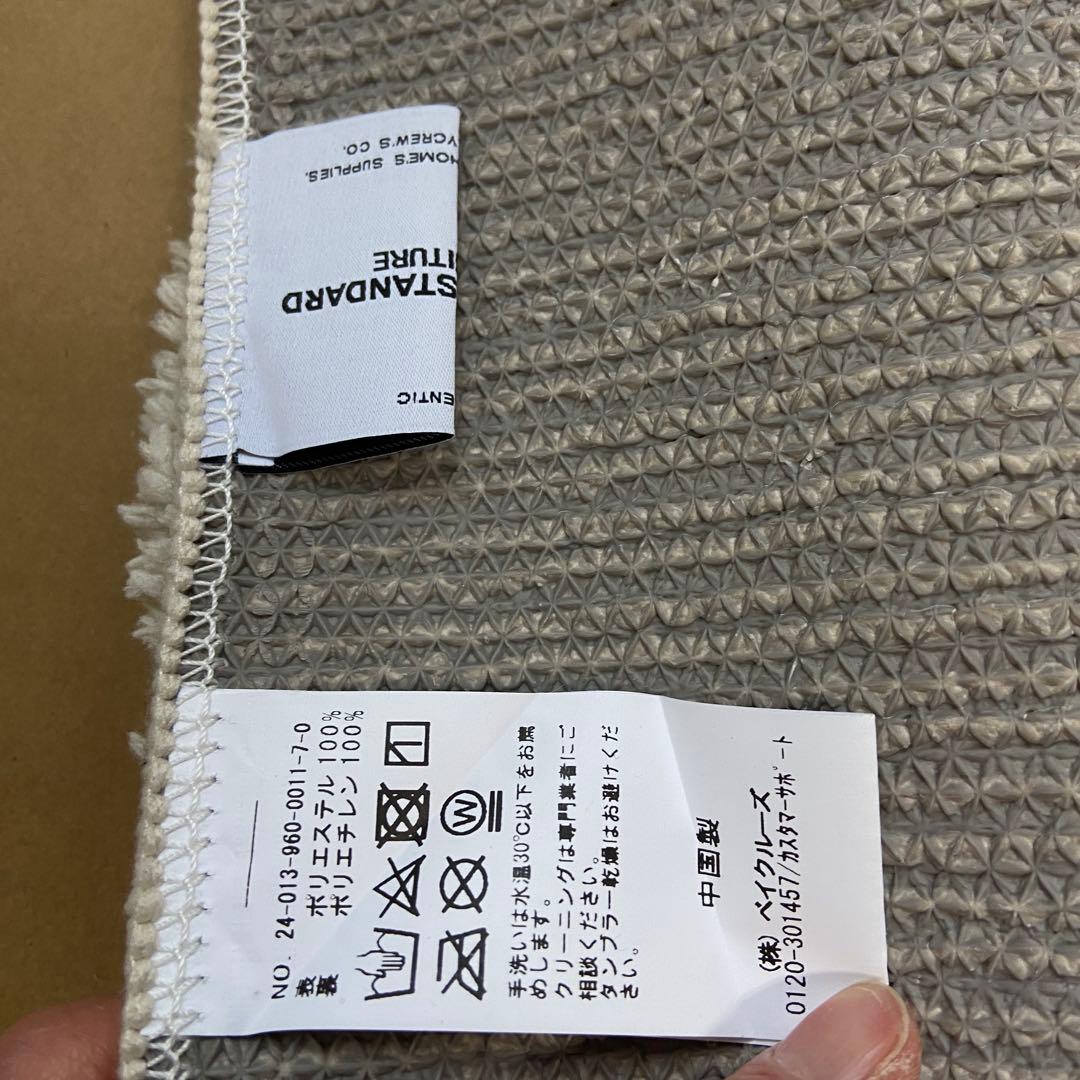 HOME'S SUPPLIES.
YCREW'S CO.
STANDARD
ITURE
ENTIC
NO. 24-013-960-0011-7-0
表 ポリエステル 100%
裏 ポリエチレン 100%
W
手洗いは水温30℃以下をお薦
めします。
クリーニングは専門業者にご
相談ください。
タンブラー乾燥はお避けくだ
さい。
中国製
(株) ベイクルーズ
0120-301457/カスタマーサポート